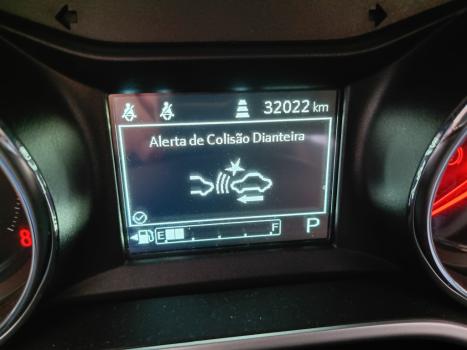 32022 km
Alerta de Colisão Dianteira
E F P
8